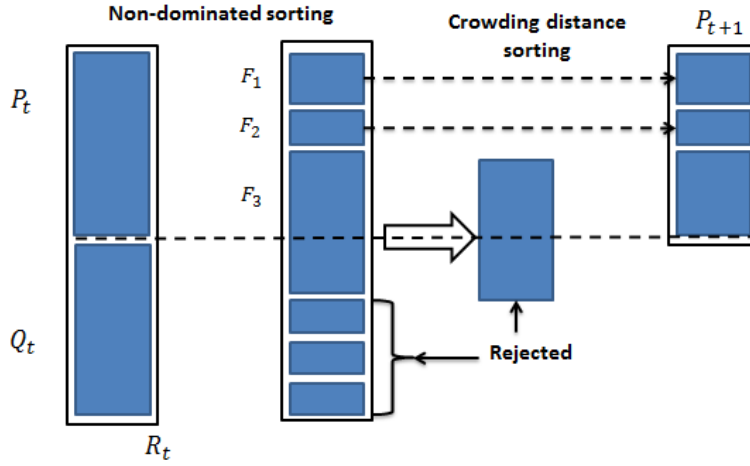 Non-dominated sorting
Crowding distance
sorting
P_{t+1}
P_t
F_1
F_2
F_3
Q_t
Rejected
R_t